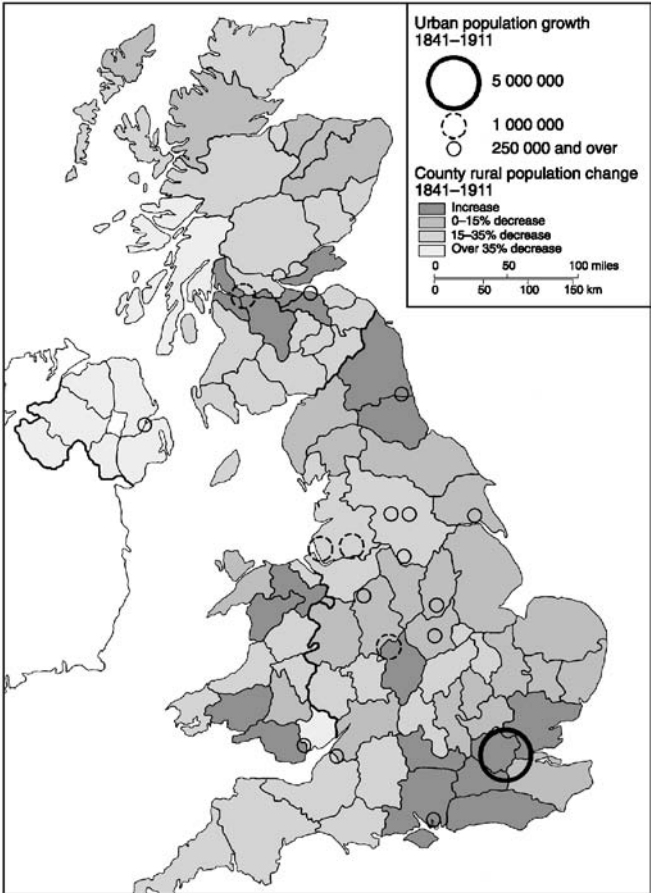 Urban population growth
1841–1911
5 000 000
1 000 000
250 000 and over
County rural population change
1841–1911
Increase
0–15% decrease
15–35% decrease
Over 35% decrease
0 50 100 miles
0 50 100 150 km